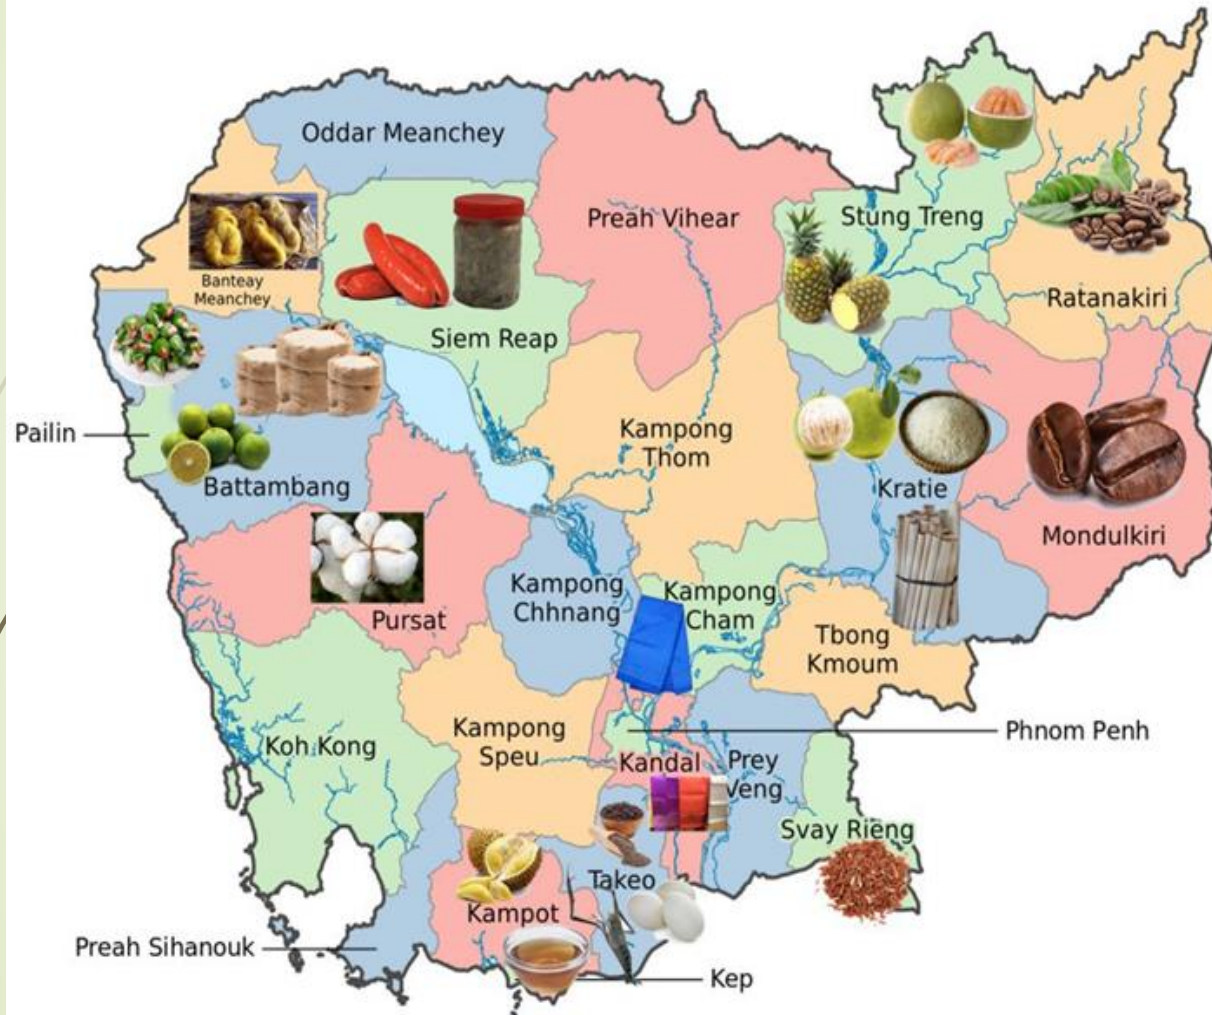 Oddar Meanchey
Preah Vihear
Stung Treng
Banteay
Meanchey
Ratanakiri
Siem Reap
Pailin
Kampong
Thom
Battambang
Kratie
Mondulkiri
Kampong
Chhnang
Kampong
Cham
Pursat
Tbong
Kmoum
Koh Kong
Kampong
Speu
Phnom Penh
Kandal
Prey
Veng
Svay Rieng
Takeo
Kampot
Preah Sihanouk
Kep